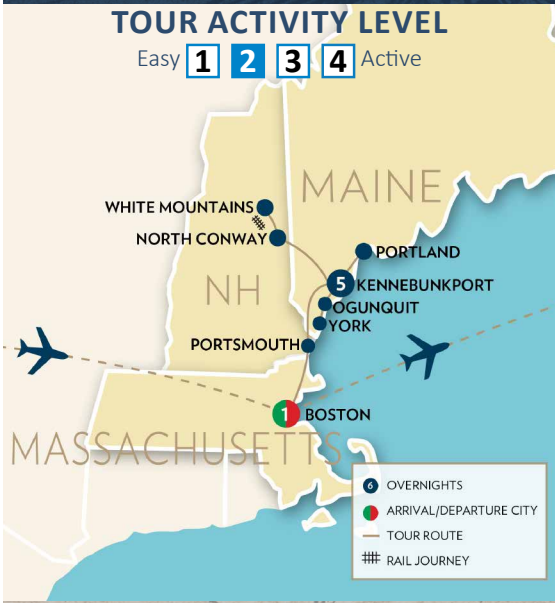 TOUR ACTIVITY LEVEL
Easy 1 2 3 4 Active
MAINE
WHITE MOUNTAINS
NORTH CONWAY
PORTLAND
5 KENNEBUNKPORT
NH
OGUNQUIT
YORK
PORTSMOUTH
1 BOSTON
MASSACHUSETTS
6 OVERNIGHTS
ARRIVAL/DEPARTURE CITY
TOUR ROUTE
RAIL JOURNEY